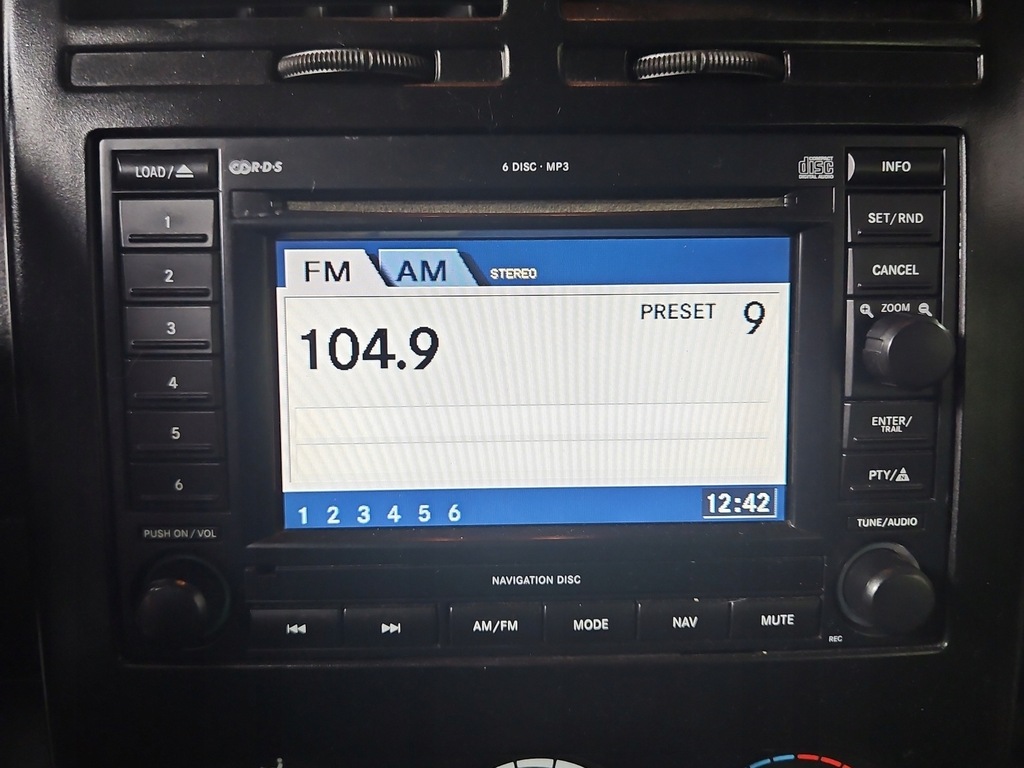 LOAD/
RDS
6 DISC · MP3
COMPACT
disc
DIGITAL AUDIO
INFO
1
SET/RND
2
CANCEL
3
ZOOM
4
5
ENTER/
TRAIL
6
PTY/
N
FM AM STEREO
PRESET 9
104.9
1 2 3 4 5 6 12:42
PUSH ON/VOL
TUNE/AUDIO
NAVIGATION DISC
AM/FM MODE NAV MUTE
REC